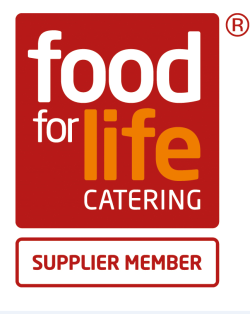 ®
food
for life
CATERING
SUPPLIER MEMBER